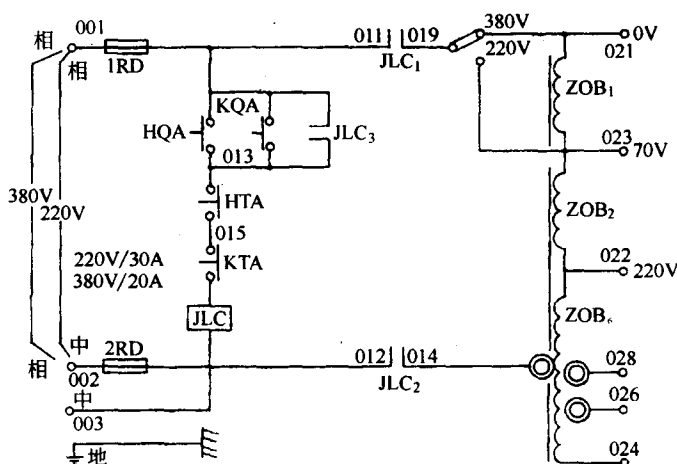 相
001
相
1RD
011
019
JLC₁
380V
220V
0V
021
ZOB₁
HQA
KQA
JLC₃
013
023
70V
HTA
ZOB₂
380V
220V
015
220V/30A
380V/20A
KTA
022
220V
JLC
ZOB₆
中
相
002
2RD
012
014
JLC₂
028
中
003
026
地
024